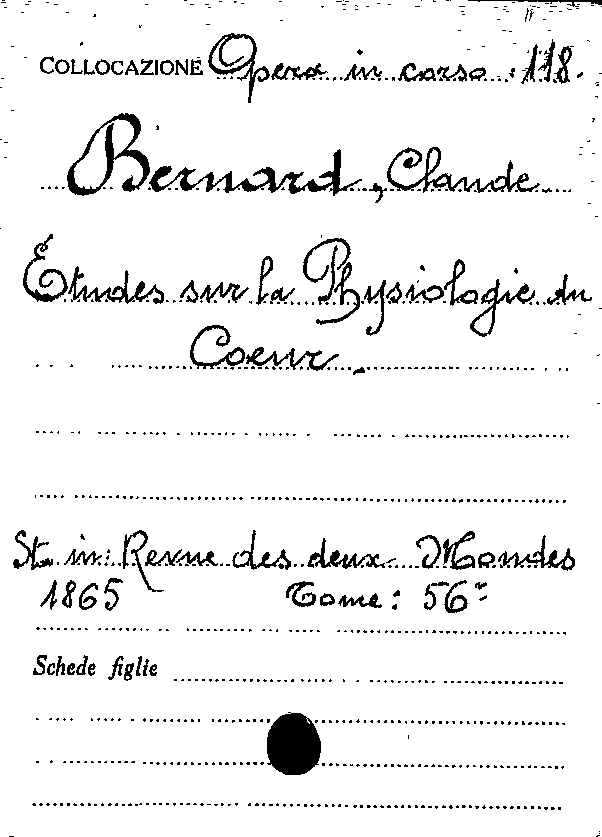 COLLOCAZIONE Opera in corso. 118.
Bernard, Claude
Études sur la Physiologie du
Coeur.
St. in: Revue des deux Mondes
1865 Tome: 56º
Schede figlie